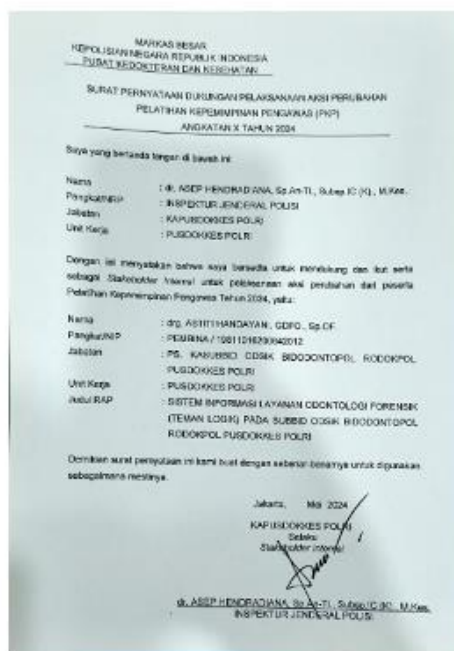 MARKAS BESAR
KEPOLISIAN NEGARA REPUBLIK INDONESIA
PUSAT KEDOKTERAN DAN KESEHATAN
SURAT PERNYATAAN DUKUNGAN PELAKSANAAN AKSI PERUBAHAN
PELATIHAN KEPEMIMPINAN PENGAWAS (PKP)
ANGKATAN X TAHUN 2024
Saya yang bertanda tangan di bawah ini:
Nama : dr. ASEP HENDRADIANA, Sp.An-TI., Subsp.IC (K)., M.Kes.
Pangkat/NRP : INSPEKTUR JENDERAL POLISI
Jabatan : KAPUSDOKKES POLRI
Unit Kerja : PUSDOKKES POLRI
Dengan ini menyatakan bahwa saya bersedia untuk mendukung dan ikut serta
sebagai Stakeholder Internal untuk pelaksanaan aksi perubahan dari peserta
Pelatihan Kepemimpinan Pengawas Tahun 2024, yaitu:
Nama : drg. ASTITI HANDAYANI, GDFO., Sp.OF
Pangkat/NIP : PEMBINA /
Jabatan : PS. KASUBBID ODSIK BIDODONTOPOL RODOKPOL
PUSDOKKES POLRI
Unit Kerja : PUSDOKKES POLRI
Judul RAP : SISTEM INFORMASI LAYANAN ODONTOLOGI FORENSIK
(TEMAN LOGIK) PADA SUBBID ODSIK BIDODONTOPOL
RODOKPOL PUSDOKKES POLRI
Demikian surat pernyataan ini kami buat dengan sebenar-benarnya untuk digunakan
sebagaimana mestinya.
Jakarta, Mei 2024
KAPUSDOKKES POLRI
Selaku
Stakeholder Internal
dr. ASEP HENDRADIANA, Sp.An-TI., Subsp.IC (K)., M.Kes.
INSPEKTUR JENDERAL POLISI